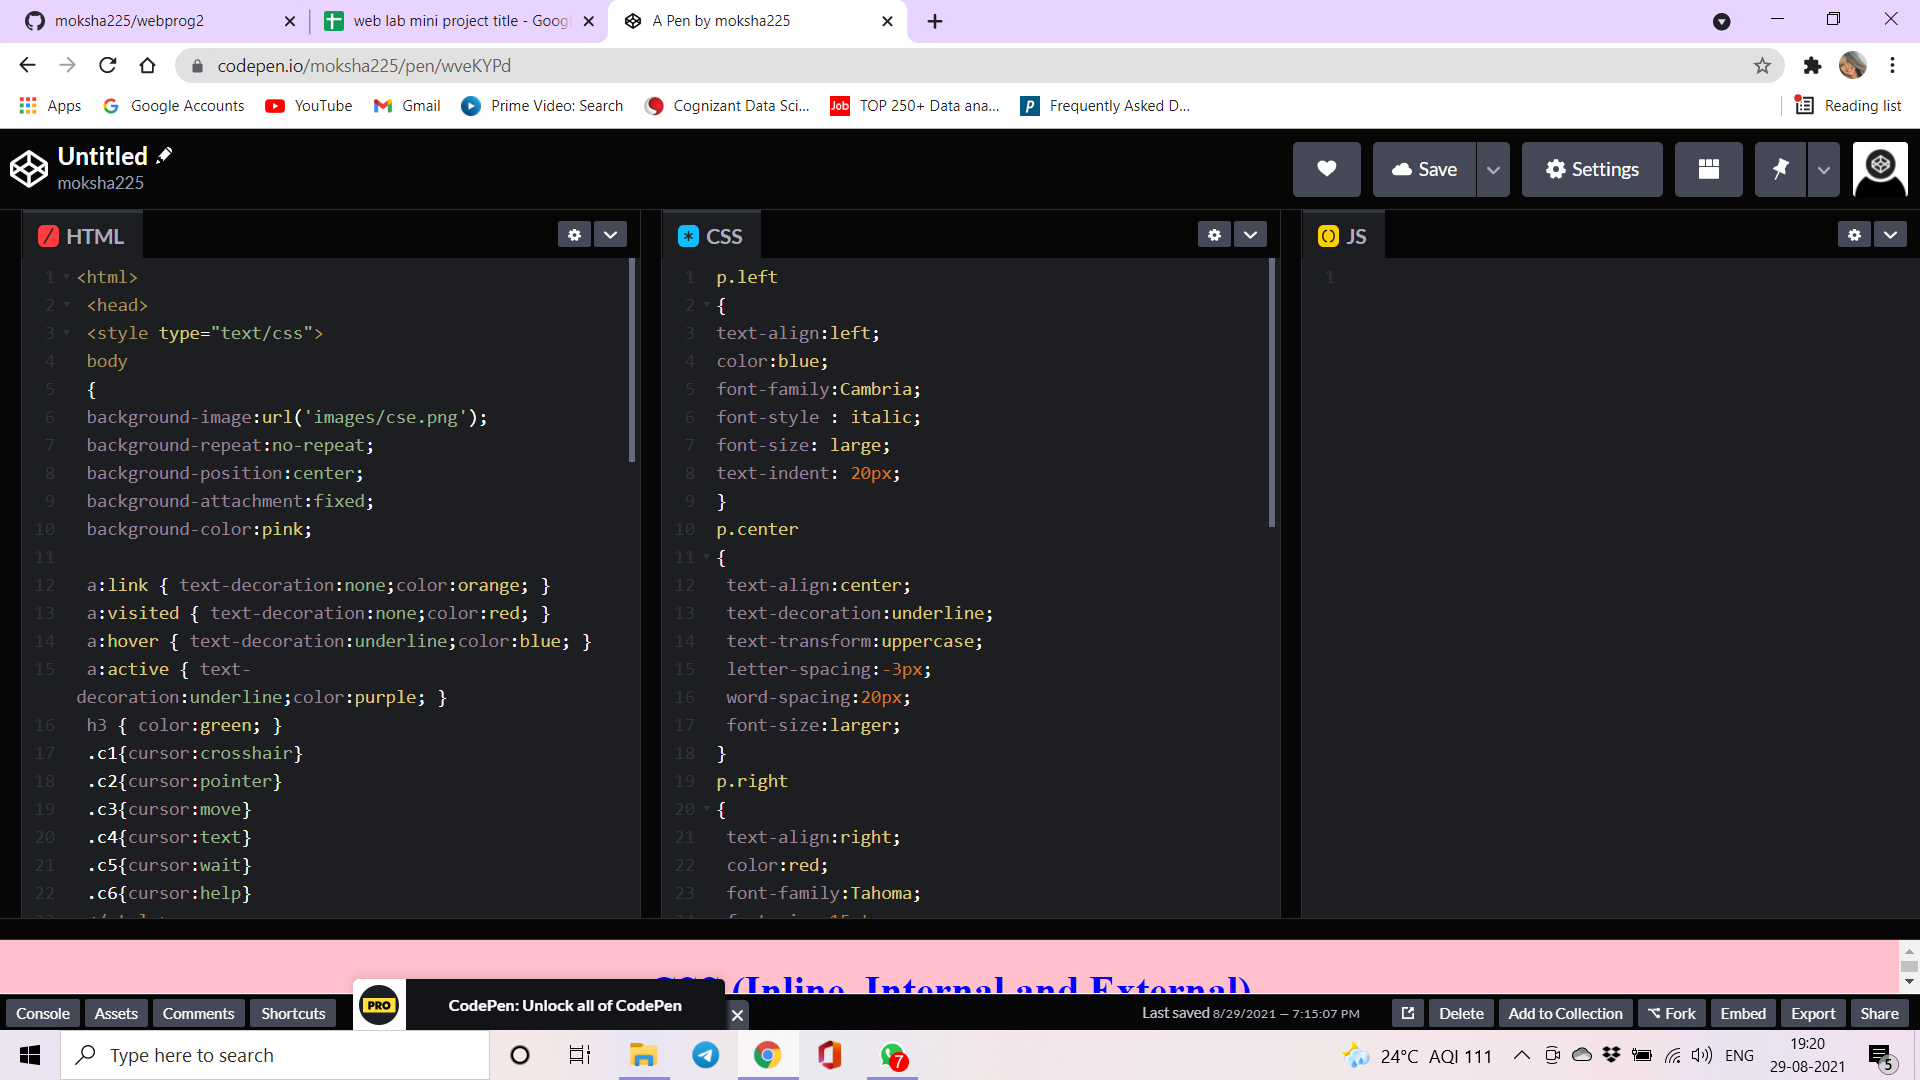 moksha225/webprog2
web lab mini project title - Goog
A Pen by moksha225
codepen.io/moksha225/pen/wveKYPd
Apps
Google Accounts
YouTube
Gmail
Prime Video: Search
Cognizant Data Sci...
Job
TOP 250+ Data ana...
Frequently Asked D...
Reading list
Untitled
moksha225
Save
Settings
HTML
1 <html>
2 <head>
3 <style type="text/css">
4 body
5 {
6 background-image:url('images/cse.png');
7 background-repeat:no-repeat;
8 background-position:center;
9 background-attachment:fixed;
10 background-color:pink;
11
12 a:link { text-decoration:none;color:orange; }
13 a:visited { text-decoration:none;color:red; }
14 a:hover { text-decoration:underline;color:blue; }
15 a:active { text-
decoration:underline;color:purple; }
16 h3 { color:green; }
17 .c1{cursor:crosshair}
18 .c2{cursor:pointer}
19 .c3{cursor:move}
20 .c4{cursor:text}
21 .c5{cursor:wait}
22 .c6{cursor:help}
CSS
1 p.left
2 {
3 text-align:left;
4 color:blue;
5 font-family:Cambria;
6 font-style : italic;
7 font-size: large;
8 text-indent: 20px;
9 }
10 p.center
11 {
12 text-align:center;
13 text-decoration:underline;
14 text-transform:uppercase;
15 letter-spacing:-3px;
16 word-spacing:20px;
17 font-size:larger;
18 }
19 p.right
20 {
21 text-align:right;
22 color:red;
23 font-family:Tahoma;
JS
1
CSS (Inline, Internal and External)
PRO
CodePen: Unlock all of CodePen
Console
Assets
Comments
Shortcuts
Last saved 8/29/2021 — 7:15:07 PM
Delete
Add to Collection
Fork
Embed
Export
Share
Type here to search
7
24°C AQI 111
ENG
19:20
29-08-2021
5